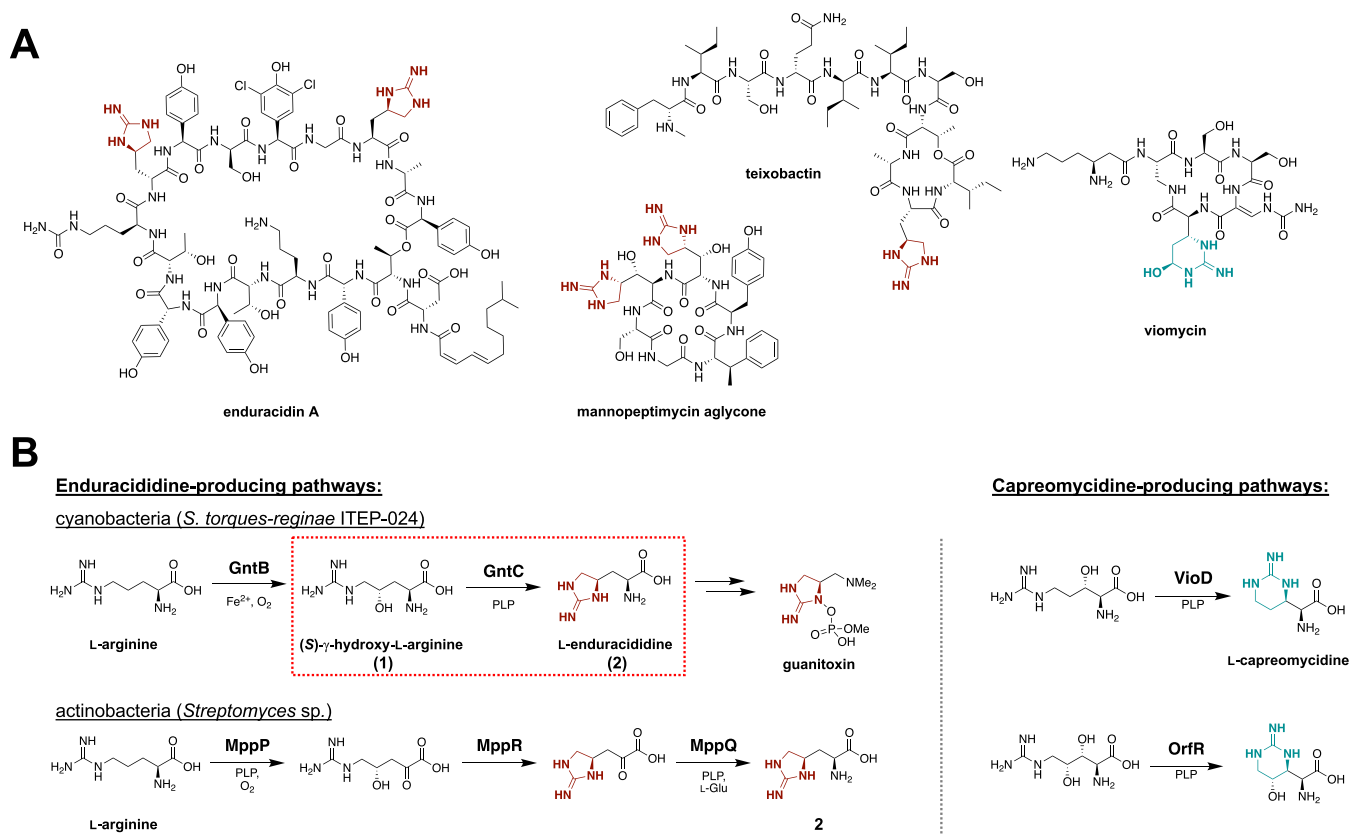 A
enduracidin A
teixobactin
mannopeptimycin aglycone
viomycin
B
Enduracididine-producing pathways:
cyanobacteria (S. torques-reginae ITEP-024)
GntB
Fe²⁺, O₂
GntC
PLP
L-arginine
(S)-γ-hydroxy-L-arginine
(1)
L-enduracididine
(2)
guanitoxin
actinobacteria (Streptomyces sp.)
MppP
PLP,
O₂
MppR
MppQ
PLP,
L-Glu
L-arginine
2
Capreomycidine-producing pathways:
VioD
PLP
L-capreomycidine
OrfR
PLP